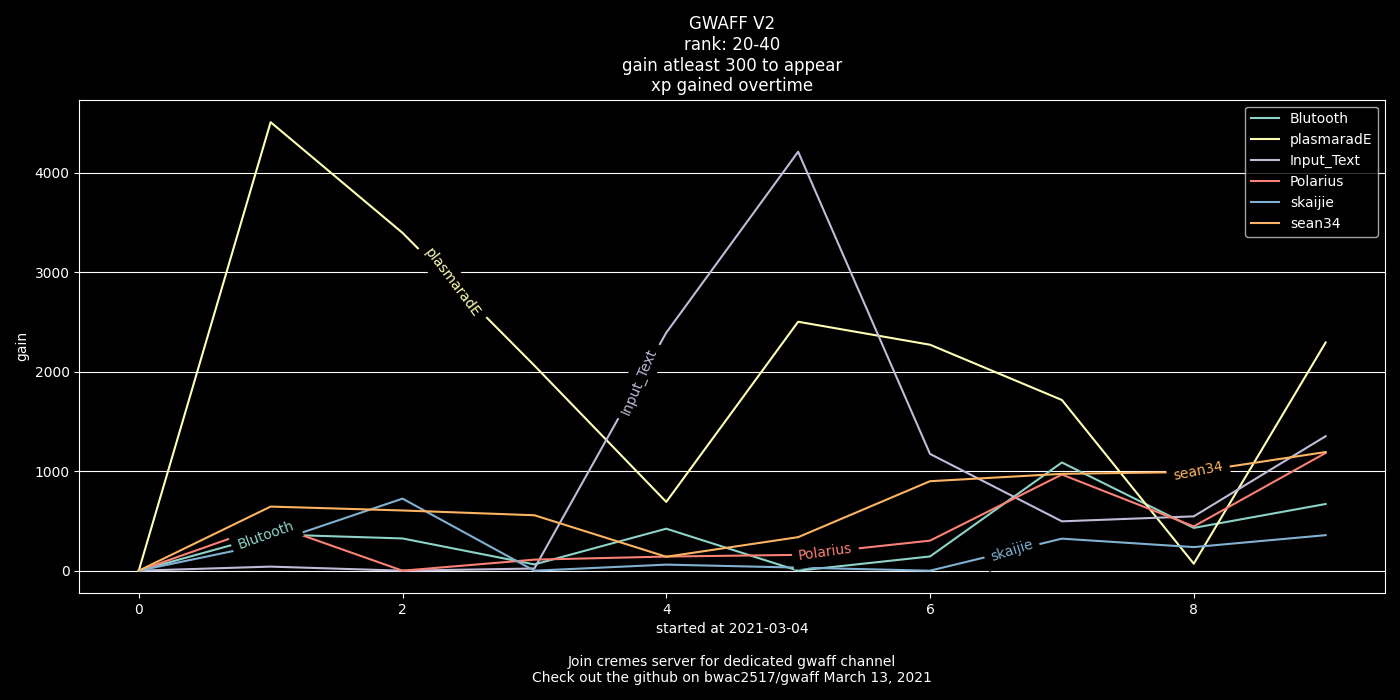 GWAFF V2
rank: 20-40
gain atleast 300 to appear
xp gained overtime
Blutooth
plasmaradE
Input_Text
Polarius
skaijie
sean34
gain
4000
3000
2000
1000
0
plasmaradE
Input_Text
Blutooth
Polarius
skaijie
sean34
0
2
4
6
8
started at 2021-03-04
Join cremes server for dedicated gwaff channel
Check out the github on bwac2517/gwaff March 13, 2021